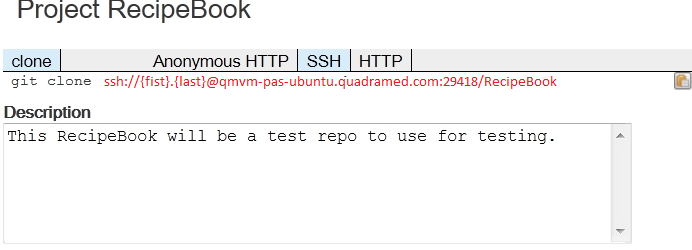 Project RecipeBook
clone Anonymous HTTP SSH HTTP
git clone ssh://{fist}.{last}@qmvm-pas-ubuntu.quadramed.com:29418/RecipeBook
Description
This RecipeBook will be a test repo to use for testing.